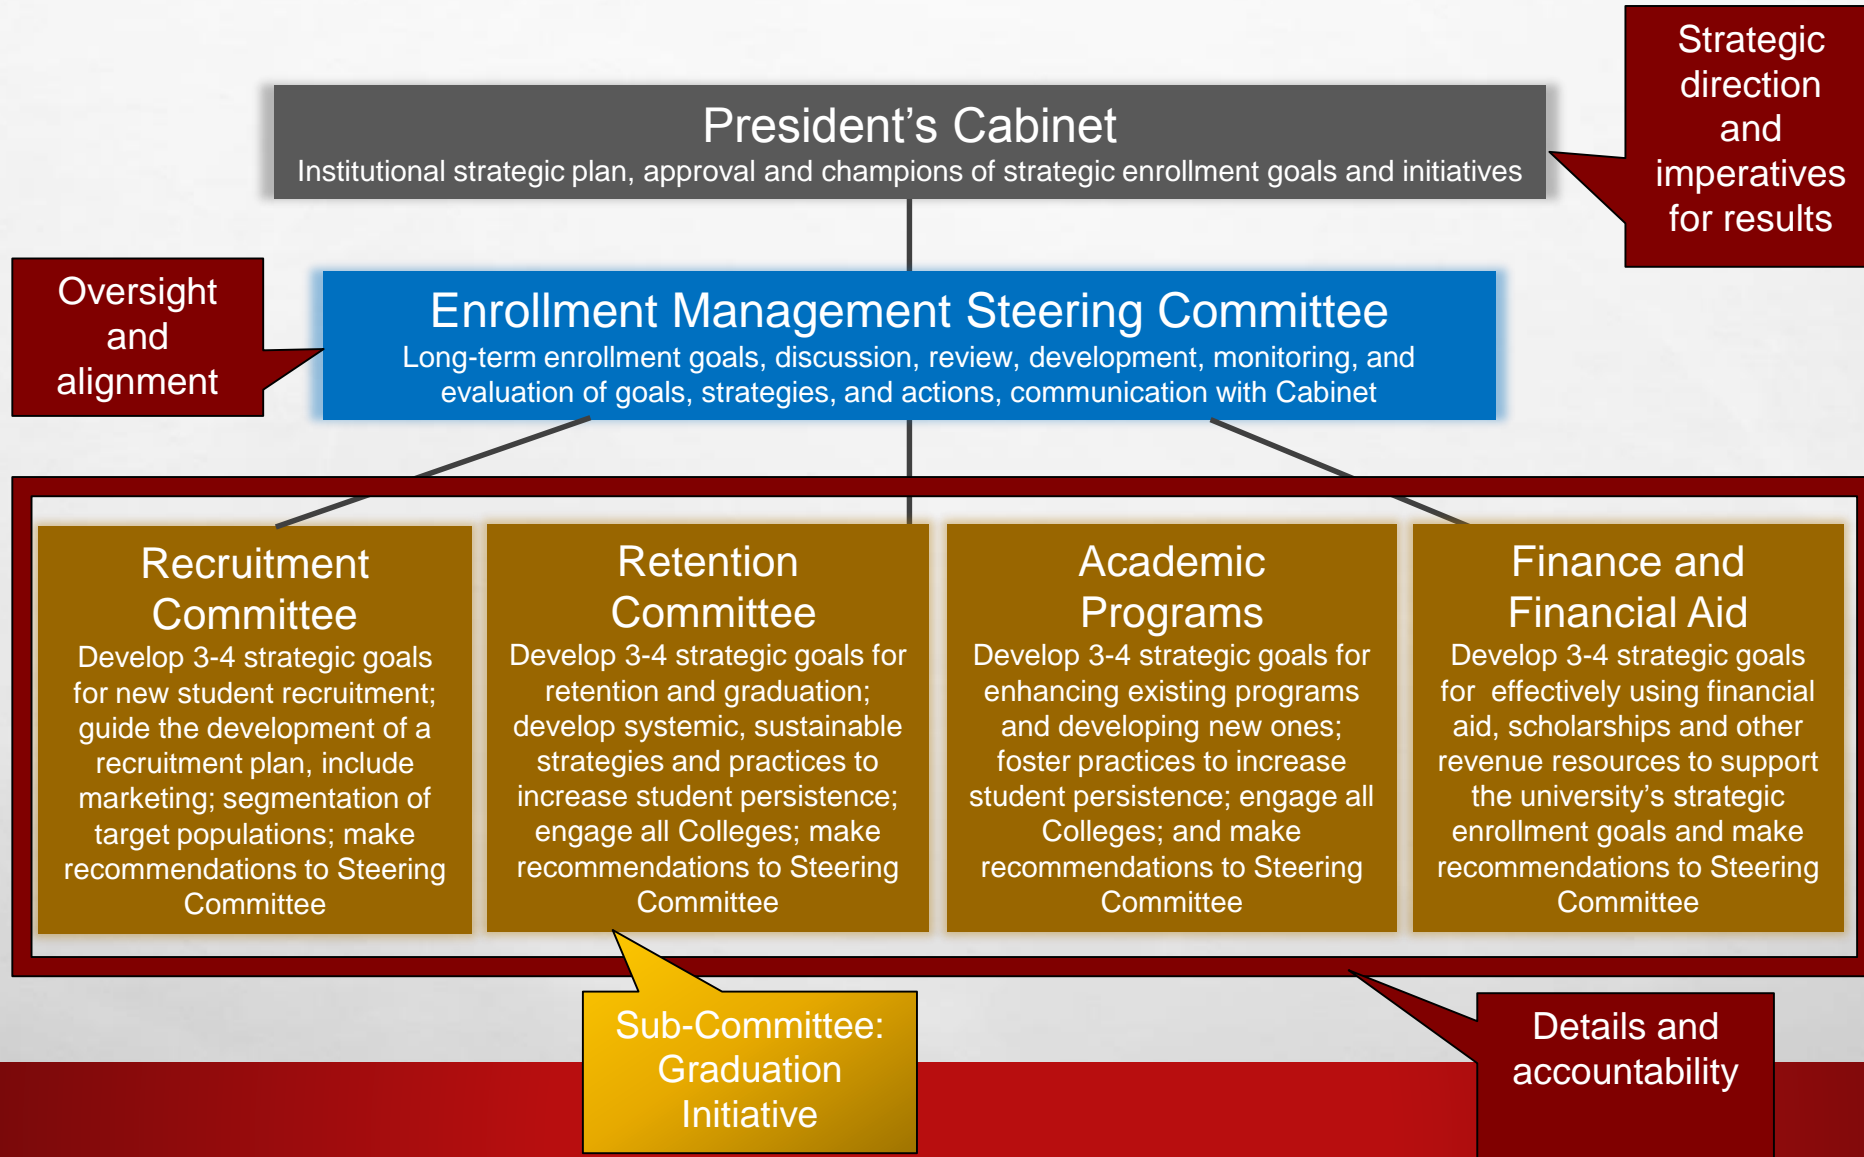 Strategic
direction
and
imperatives
for results
President’s Cabinet
Institutional strategic plan, approval and champions of strategic enrollment goals and initiatives
Oversight
and
alignment
Enrollment Management Steering Committee
Long-term enrollment goals, discussion, review, development, monitoring, and
evaluation of goals, strategies, and actions, communication with Cabinet
Recruitment
Committee
Develop 3-4 strategic goals
for new student recruitment;
guide the development of a
recruitment plan, include
marketing; segmentation of
target populations; make
recommendations to Steering
Committee
Retention
Committee
Develop 3-4 strategic goals for
retention and graduation;
develop systemic, sustainable
strategies and practices to
increase student persistence;
engage all Colleges; make
recommendations to Steering
Committee
Academic
Programs
Develop 3-4 strategic goals for
enhancing existing programs
and developing new ones;
foster practices to increase
student persistence; engage all
Colleges; and make
recommendations to Steering
Committee
Finance and
Financial Aid
Develop 3-4 strategic goals
for effectively using financial
aid, scholarships and other
revenue resources to support
the university’s strategic
enrollment goals and make
recommendations to Steering
Committee
Sub-Committee:
Graduation
Initiative
Details and
accountability